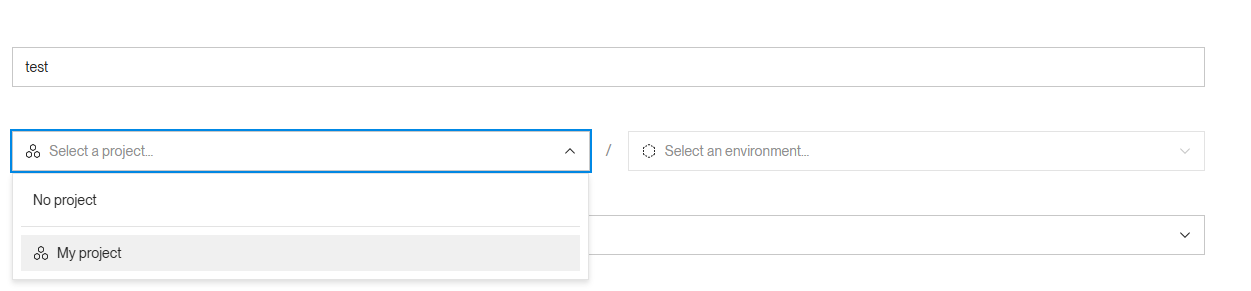 test
Select a project...
/
Select an environment...
No project
My project